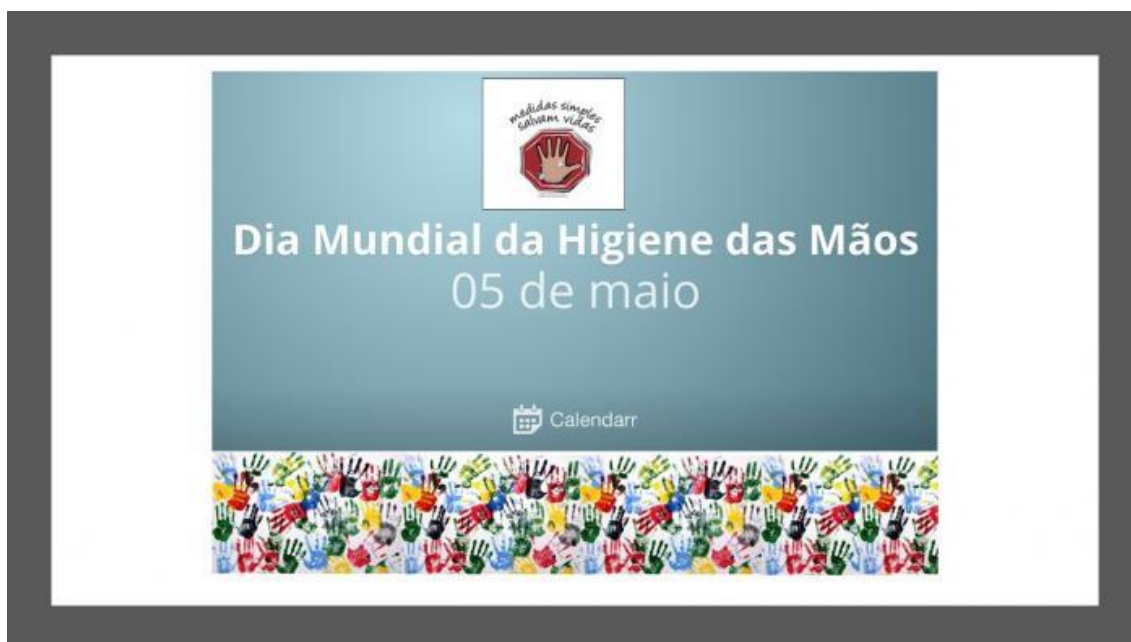 medidas simples
salvam vidas
Dia Mundial da Higiene das Mãos
05 de maio
Calendarr